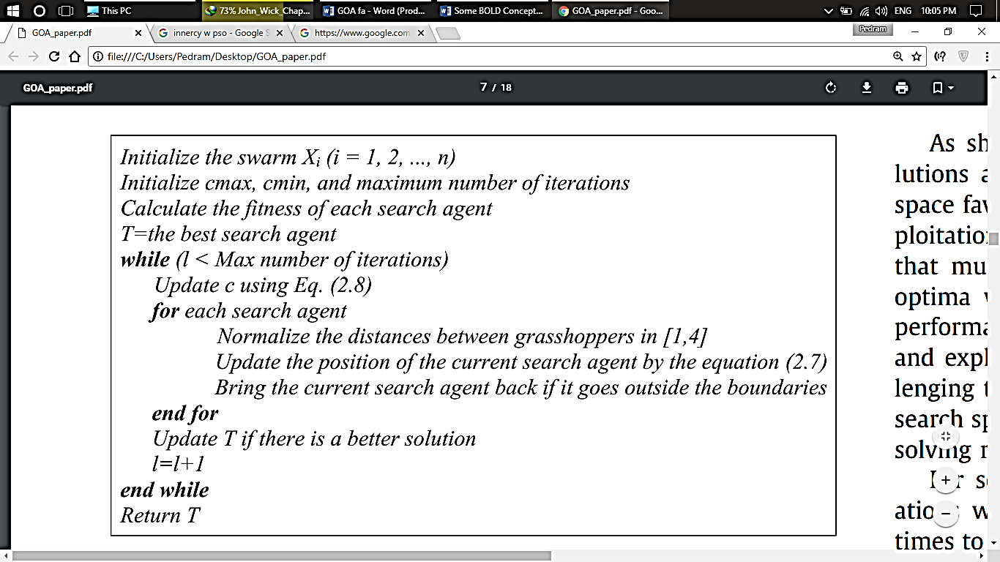 This PC
73% John_Wick_Chap...
GOA fa - Word (Prod...
Some BOLD Concept...
GOA_paper.pdf - Goo...
ENG
10:05 PM
GOA_paper.pdf
innercy w pso - Google S
https://www.google.com
Pedram
file:///C:/Users/Pedram/Desktop/GOA_paper.pdf
GOA_paper.pdf
7 / 18
Initialize the swarm Xi (i = 1, 2, ..., n)
Initialize cmax, cmin, and maximum number of iterations
Calculate the fitness of each search agent
T=the best search agent
while (l < Max number of iterations)
Update c using Eq. (2.8)
for each search agent
Normalize the distances between grasshoppers in [1,4]
Update the position of the current search agent by the equation (2.7)
Bring the current search agent back if it goes outside the boundaries
end for
Update T if there is a better solution
l=l+1
end while
Return T
As sh
lutions a
space fav
ploitatio
that mu
optima
performa
and expl
lenging t
search sp
solving
so
w
times to